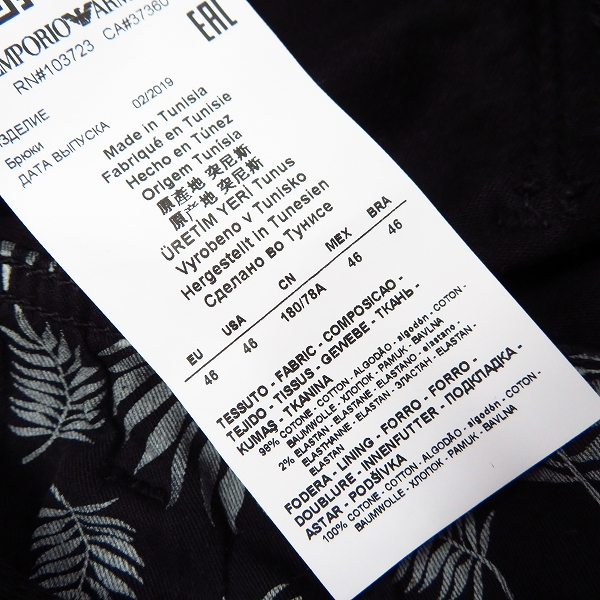 EMPORIO ARM
RN#103723 CA#37360
EAC
ИЗДЕЛИЕ
Брюки
ДАТА ВЫПУСКА 02/2019
Made in Tunisia
Fabriqué en Tunisie
Hecho en Túnez
Origem Tunisia
原產地 突尼斯
原产地 突尼斯
ÜRETİM YERİ Tunus
Vyrobeno v Tunisko
Hergestellt in Tunesien
Сделано во Тунисе
EU USA CN MEX BRA
46 46 180/78A 46 46
TESSUTO - FABRIC - COMPOSICAO -
TEJIDO - TISSUS - GEWEBE - ТКАНЬ -
KUMAŞ - TKANINA
98% COTONE - COTTON, ALGODÃO - algodón - COTON -
BAUMWOLLE - ХЛОПОК - PAMUK - BAVLNA
2% ELASTAN - ELASTANE - ELASTANO - elastano -
ELASTHANNE - ELASTAN - ЭЛАСТАН - ELASTAN -
ELASTAN
FODERA - LINING - FORRO - FORRO -
DOUBLURE - INNENFUTTER - ПОДКЛАДКА -
ASTAR - PODŠÍVKA
100% COTONE - COTTON, ALGODÃO - algodón - COTON -
BAUMWOLLE - ХЛОПОК - PAMUK - BAVLNA